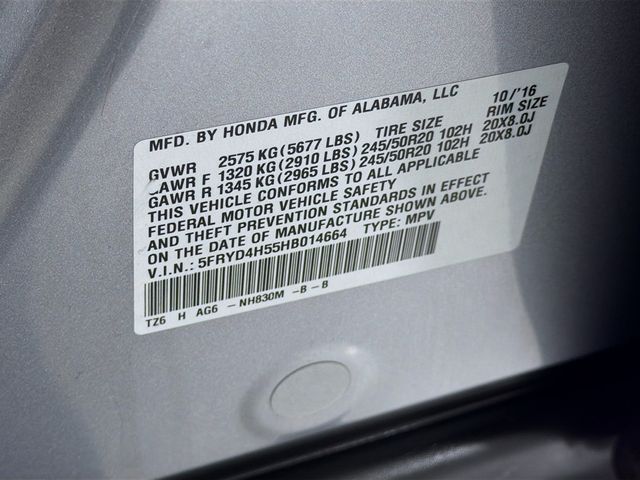 MFD. BY HONDA MFG. OF ALABAMA, LLC 10/'16
GVWR 2575 KG (5677 LBS) TIRE SIZE RIM SIZE
GAWR F 1320 KG (2910 LBS) 245/50R20 102H 20X8.0J
GAWR R 1345 KG (2965 LBS) 245/50R20 102H 20X8.0J
THIS VEHICLE CONFORMS TO ALL APPLICABLE
FEDERAL MOTOR VEHICLE SAFETY
AND THEFT PREVENTION STANDARDS IN EFFECT
ON THE DATE OF MANUFACTURE SHOWN ABOVE.
V.I.N.: 5FRYD4H55HB014664 TYPE: MPV
TZ6 H AG6 -NH830M -B-B